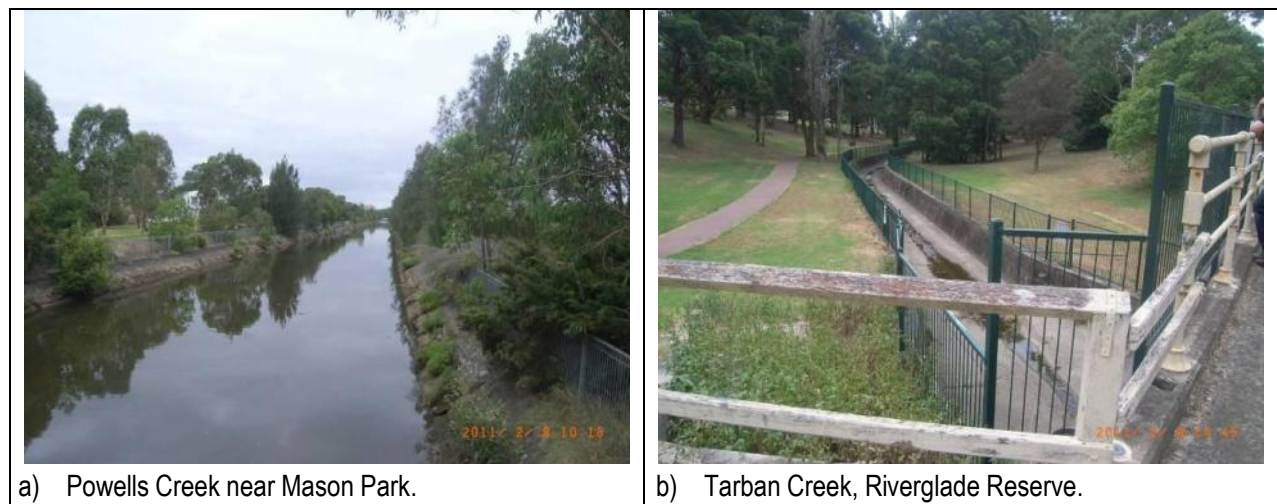 2011/ 2/ 8 10:18
a) Powells Creek near Mason Park.
b) Tarban Creek, Riverglade Reserve.